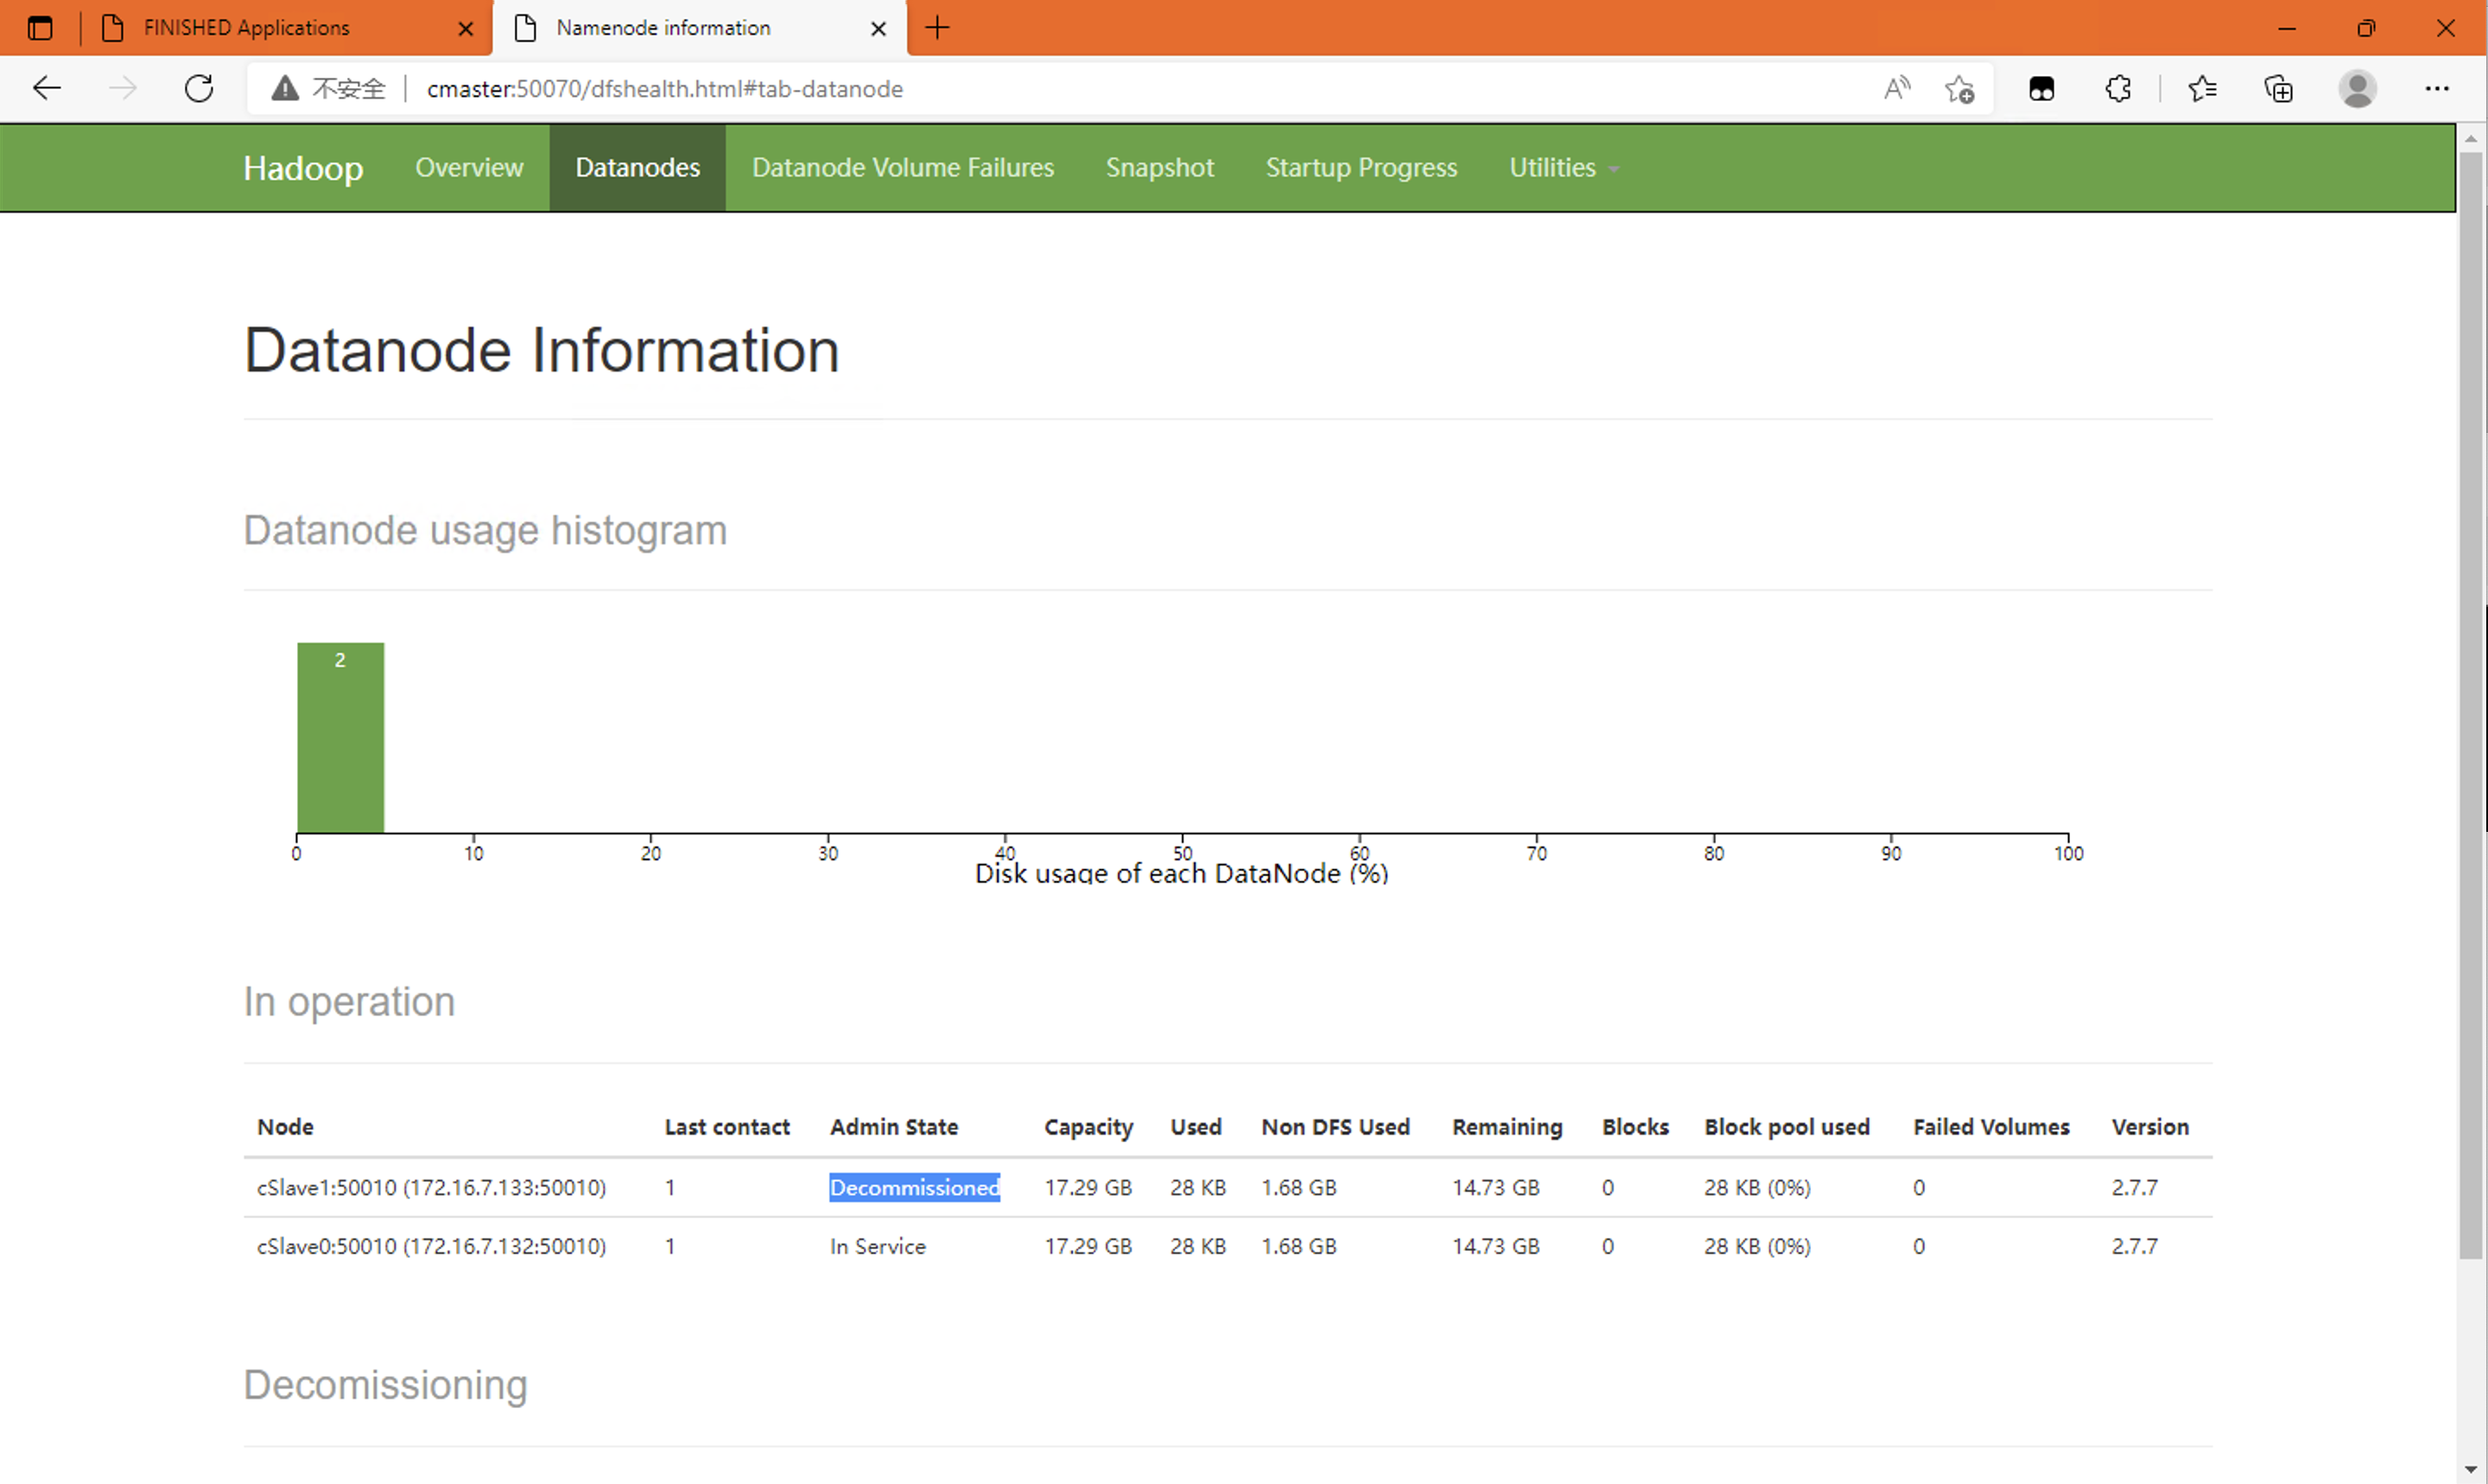 FINISHED Applications
Namenode information
不安全 cmaster:50070/dfshealth.html#tab-datanode
Hadoop Overview Datanodes Datanode Volume Failures Snapshot Startup Progress Utilities
Datanode Information
Datanode usage histogram
2
0 10 20 30 40 50 60 70 80 90 100
Disk usage of each DataNode (%)
In operation
Node Last contact Admin State Capacity Used Non DFS Used Remaining Blocks Block pool used Failed Volumes Version
cSlave1:50010 (172.16.7.133:50010) 1 Decommissioned 17.29 GB 28 KB 1.68 GB 14.73 GB 0 28 KB (0%) 0 2.7.7
cSlave0:50010 (172.16.7.132:50010) 1 In Service 17.29 GB 28 KB 1.68 GB 14.73 GB 0 28 KB (0%) 0 2.7.7
Decomissioning